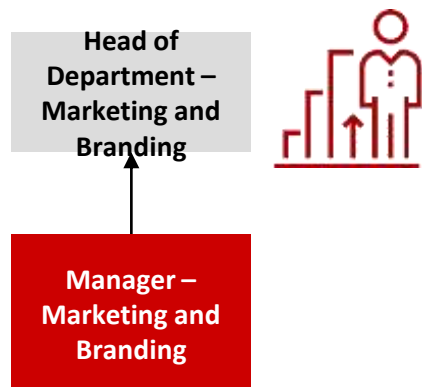 Head of
Department –
Marketing and
Branding
Manager –
Marketing and
Branding